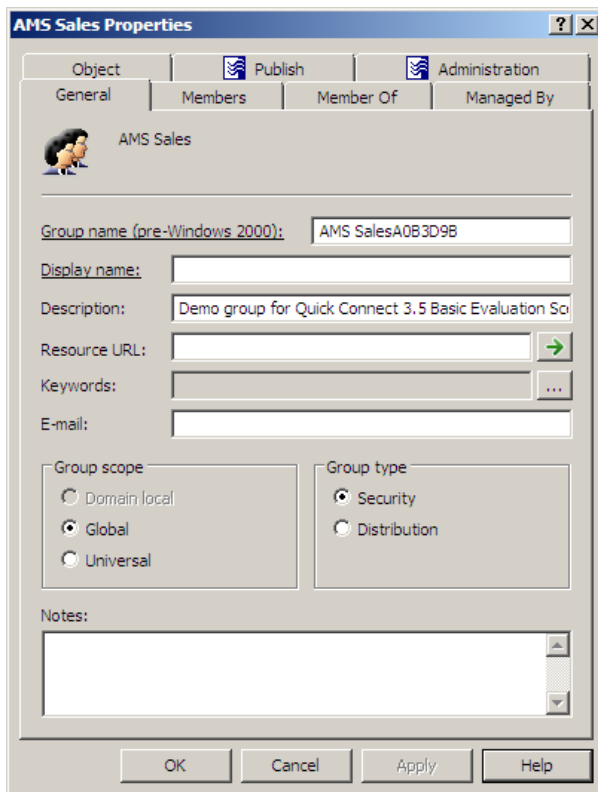 AMS Sales Properties
Object Publish Administration
General Members Member Of Managed By
AMS Sales
Group name (pre-Windows 2000): AMS SalesA0B3D9B
Display name:
Description: Demo group for Quick Connect 3.5 Basic Evaluation Sc
Resource URL:
Keywords: ...
E-mail:
Group scope Group type
Domain local Security
Global Distribution
Universal
Notes:
OK Cancel Apply Help